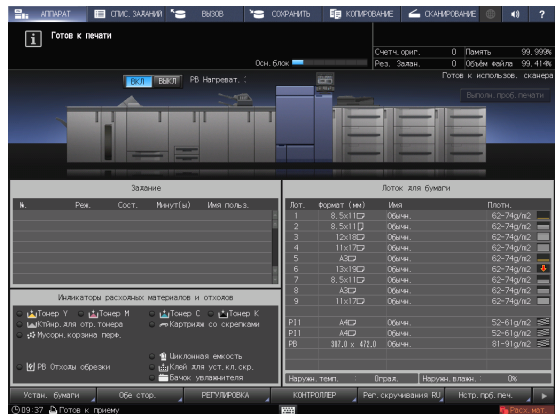 АППАРАТ СПИС. ЗАДАНИЙ ВЫЗОВ СОХРАНИТЬ КОПИРОВАНИЕ СКАНИРОВАНИЕ ?
Готов к печати
Счетч.ориг. 0 Память 99.999%
Осн.блок Рез. Задан. 0 Объём файла 99.414%
Готов к использов. сканера
ВКЛ ВЫКЛ PB Нагреват.:
Выполн. проб.печати
Задание
№. Реж. Сост. Минут(ы) Имя польз.
Лоток для бумаги
Лот. Формат (мм) Имя Плотн.
1 8.5x11 Обычн. 62-74g/m2
2 8.5x11 Обычн. 62-74g/m2
3 12x18 Обычн. 62-74g/m2
4 11x17 Обычн. 62-74g/m2
5 A3 Обычн. 62-74g/m2
6 13x19 Обычн. 62-74g/m2
7 8.5x11 Обычн. 62-74g/m2
8 A3 Обычн. 62-74g/m2
9 11x17 Обычн. 62-74g/m2
PI1 A4 Обычн. 52-61g/m2
PI1 A4 Обычн. 52-61g/m2
PB 307.0 x 472.0 Обычн. 81-91g/m2
Индикаторы расходных материалов и отходов
Тонер Y Тонер M Тонер C Тонер K
Ктйнр.для отр.тонера Картридж со скрепками
Мусорн.корзина перф.
Циклонная емкость
PB Отходы обрезки Клей для уст.кл.скр.
Бачок увлажнителя
Наружн.темп. : 0град. Наружн.влажн. : 0%
Устан. бумаги Обе стор. РЕГУЛИРОВКА КОНТРОЛЛЕР Рег.скручивания RU Нстр.проб.печ.
09:37 Готов к приему Расх.мат.